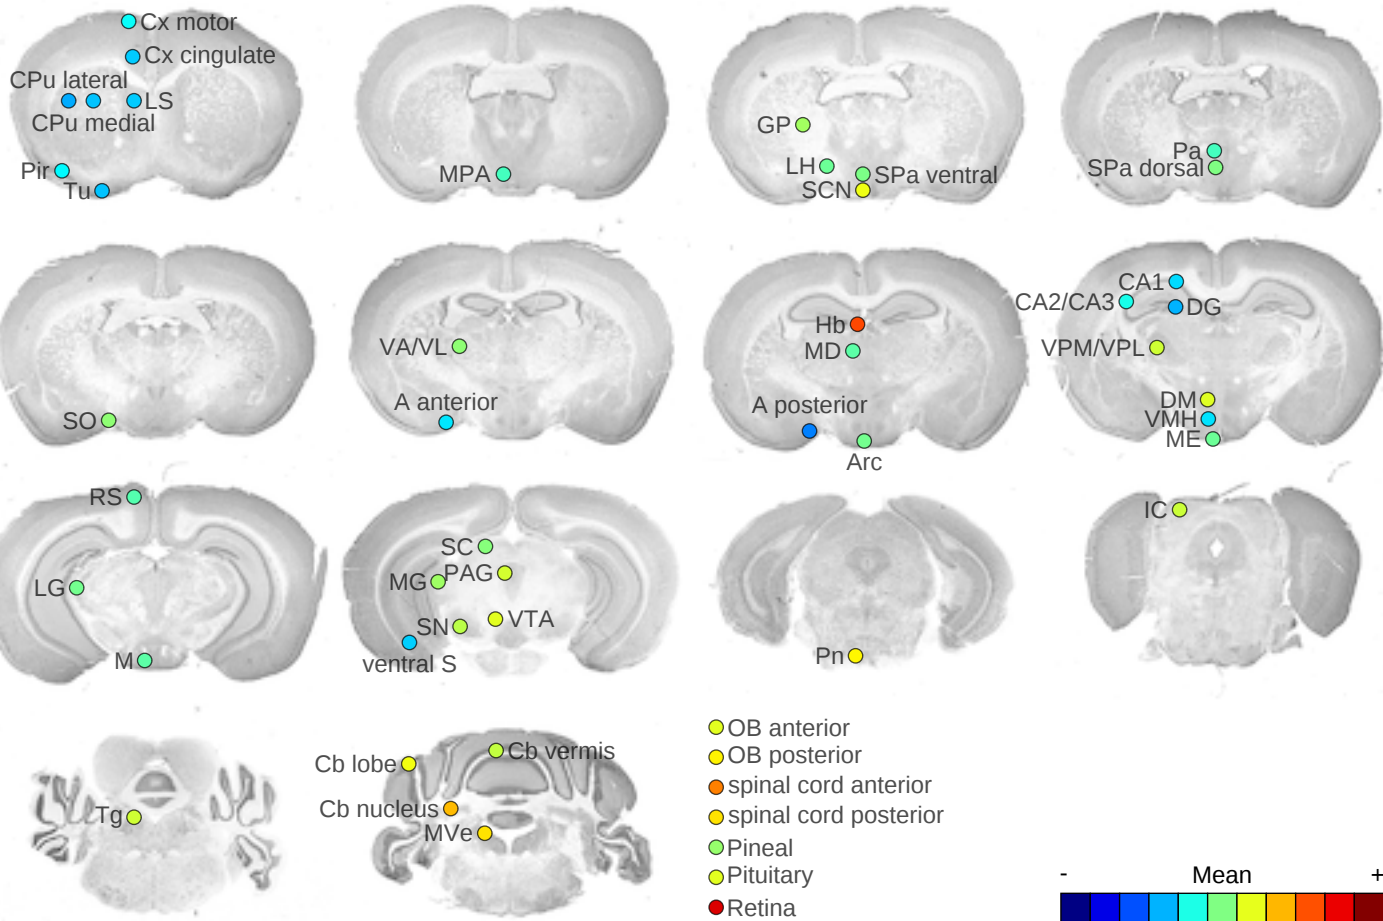 Cx motor
Cx cingulate
CPu lateral
LS
CPu medial
Pir
Tu
MPA
GP
LH
SPa ventral
SCN
Pa
SPa dorsal
SO
VA/VL
A anterior
Hb
MD
A posterior
Arc
CA1
CA2/CA3
DG
VPM/VPL
DM
VMH
ME
RS
LG
M
SC
MG
PAG
SN
VTA
ventral S
Pn
IC
Tg
Cb lobe
Cb vermis
Cb nucleus
MVe
OB anterior
OB posterior
spinal cord anterior
spinal cord posterior
Pineal
Pituitary
Retina
- Mean +